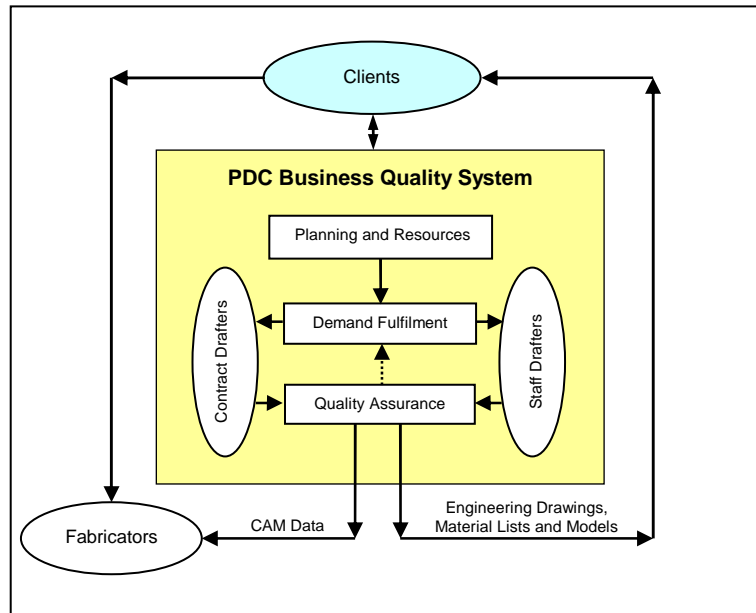 Clients
PDC Business Quality System
Planning and Resources
Demand Fulfilment
Contract Drafters
Staff Drafters
Quality Assurance
Engineering Drawings,
Material Lists and Models
CAM Data
Fabricators